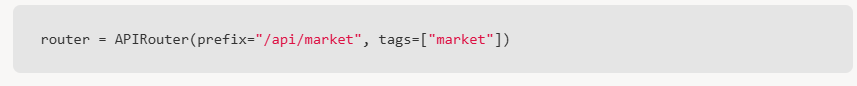 router = APIRouter(prefix="/api/market", tags=["market"])